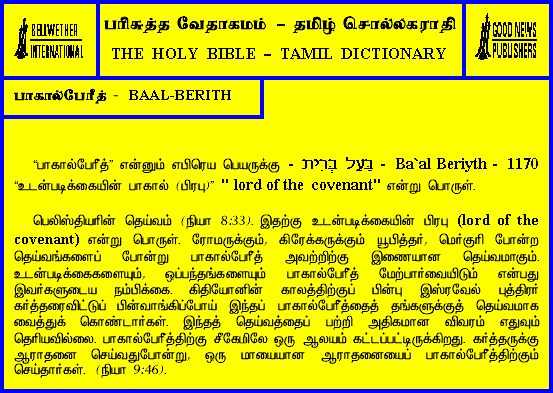 BELLWETHER
INTERNATIONAL
பரிசுத்த வேதாகமம் – தமிழ் சொல்லகராதி
THE HOLY BIBLE – TAMIL DICTIONARY
GOOD NEWS
PUBLISHERS
பாகால்பேரீத் - BAAL-BERITH
“பாகால்பேரீத்” என்னும் எபிரெய பெயருக்கு - בַּעַל בְּרִית - Ba`al Beriyth - 1170
“உடன்படிக்கையின் பாகால் (பிரபு)” " lord of the covenant" என்று பொருள்.
பெலிஸ்தியரின் தெய்வம் (நியா 8:33). இதற்கு உடன்படிக்கையின் பிரபு (lord of the
covenant) என்று பொருள். ரோமருக்கும், கிரேக்கருக்கும் யூபித்தர், மெர்குரி போன்ற
தெய்வங்களைப் போன்று பாகால்பேரீத் அவற்றிற்கு இணையான தெய்வமாகும்.
உடன்படிக்கைகளையும், ஒப்பந்தங்களையும் பாகால்பேரீத் மேற்பார்வையிடும் என்பது
இவர்களுடைய நம்பிக்கை. கிதியோனின் காலத்திற்குப் பின்பு இஸ்ரவேல் புத்திரர்
கர்த்தரைவிட்டுப் பின்வாங்கிப்போய் இந்தப் பாகால்பேரீத்தைத் தங்களுக்குத் தெய்வமாக
வைத்துக் கொண்டார்கள். இந்தத் தெய்வத்தைப் பற்றி அதிகமான விவரம் எதுவும்
தெரியவில்லை. பாகால்பேரீத்திற்கு சீகேமிலே ஒரு ஆலயம் கட்டப்பட்டிருக்கிறது. கர்த்தருக்கு
ஆராதனை செய்வதுபோன்று, ஒரு மாயையான ஆராதனையைப் பாகால்பேரீத்திற்கும்
செய்தார்கள். (நியா 9:46).